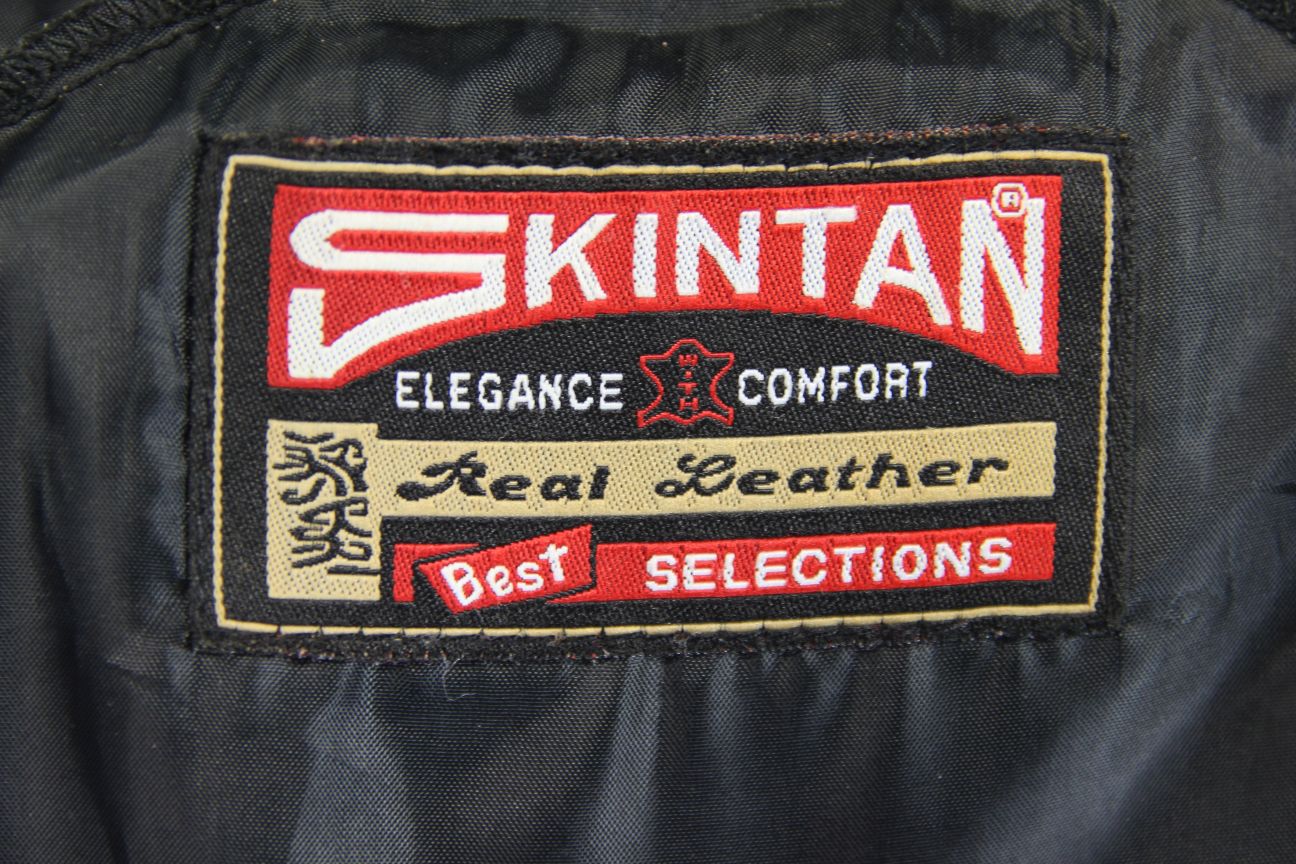 SKINTAN®
ELEGANCE WITH COMFORT
Real Leather
Best SELECTIONS